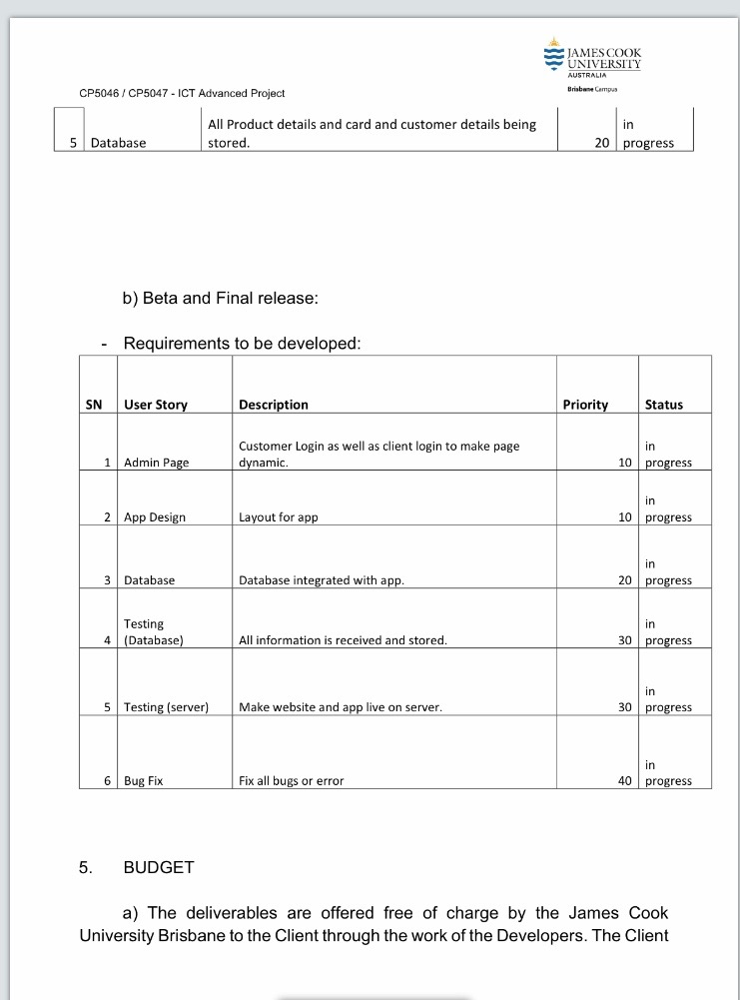 JAMES COOK
UNIVERSITY
AUSTRALIA
Brisbane Campus
CP5046 / CP5047 - ICT Advanced Project
5 Database All Product details and card and customer details being stored. 20 in progress
b) Beta and Final release:
- Requirements to be developed:
SN User Story Description Priority Status
1 Admin Page Customer Login as well as client login to make page dynamic. 10 in progress
2 App Design Layout for app 10 in progress
3 Database Database integrated with app. 20 in progress
4 Testing (Database) All information is received and stored. 30 in progress
5 Testing (server) Make website and app live on server. 30 in progress
6 Bug Fix Fix all bugs or error 40 in progress
5. BUDGET
a) The deliverables are offered free of charge by the James Cook
University Brisbane to the Client through the work of the Developers. The Client